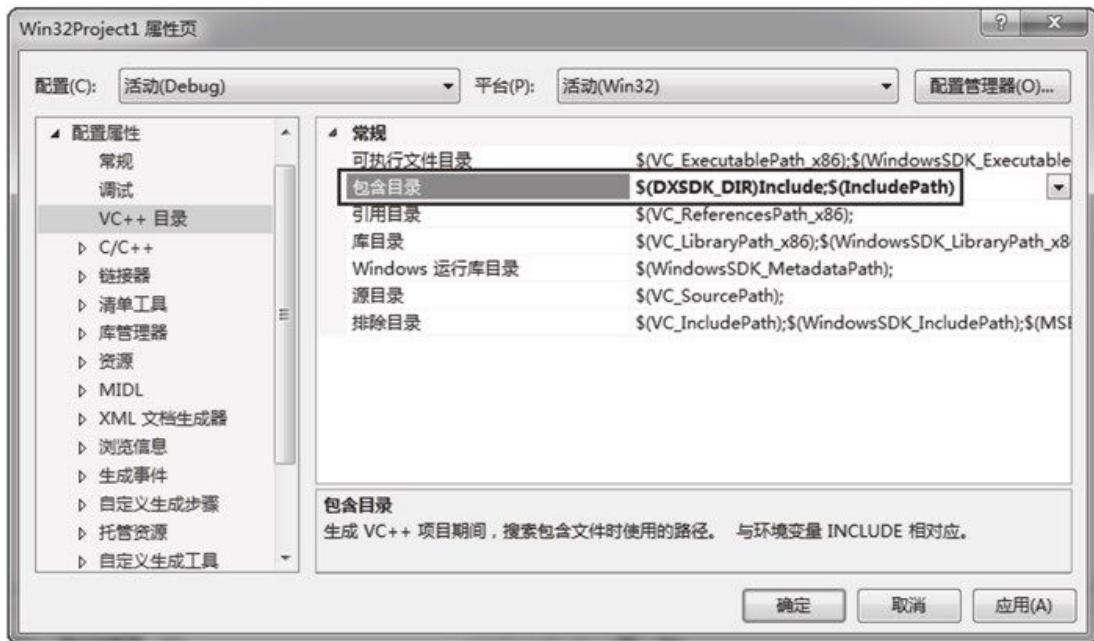 Win32Project1 属性页
配置(C): 活动(Debug) 平台(P): 活动(Win32) 配置管理器(O)...
配置属性
常规
调试
VC++ 目录
C/C++
链接器
清单工具
库管理器
资源
MIDL
XML 文档生成器
浏览信息
生成事件
自定义生成步骤
托管资源
自定义生成工具
常规
可执行文件目录 $(VC_ExecutablePath_x86);$(WindowsSDK_Executable
包含目录 $(DXSDK_DIR)Include;$(IncludePath)
引用目录 $(VC_ReferencesPath_x86);
库目录 $(VC_LibraryPath_x86);$(WindowsSDK_LibraryPath_x8
Windows 运行库目录 $(WindowsSDK_MetadataPath);
源目录 $(VC_SourcePath);
排除目录 $(VC_IncludePath);$(WindowsSDK_IncludePath);$(MSI
包含目录
生成 VC++ 项目期间，搜索包含文件时使用的路径。 与环境变量 INCLUDE 相对应。
确定 取消 应用(A)